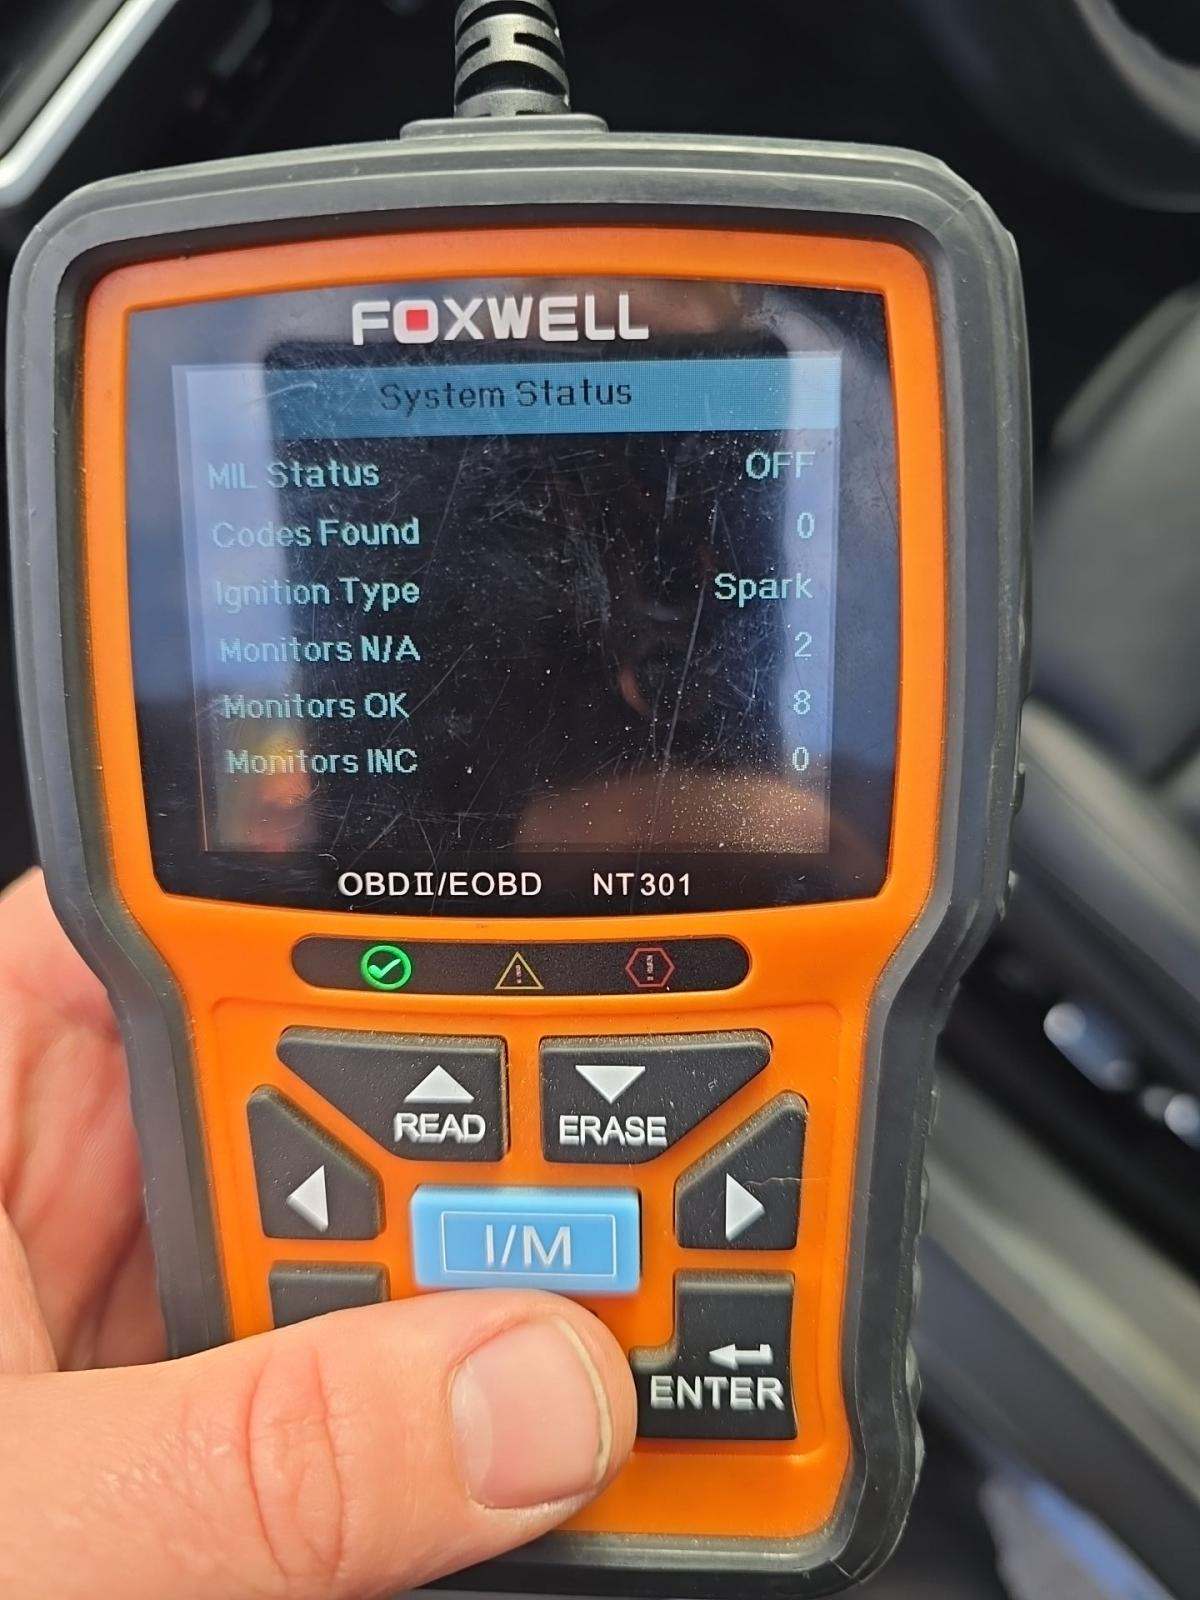 FOXWELL
System Status
MIL Status OFF
Codes Found 0
Ignition Type Spark
Monitors N/A 2
Monitors OK 8
Monitors INC 0
OBDII/EOBD NT301
READ ERASE
I/M
ENTER